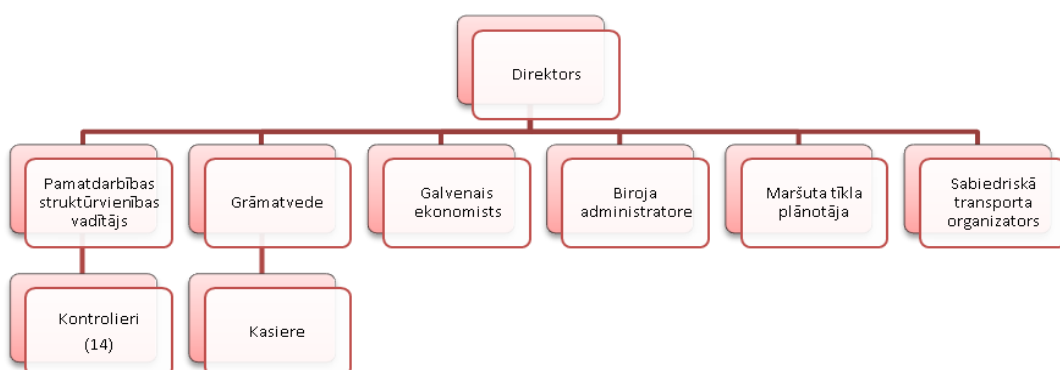 Direktors
Pamatdarbības
struktūrvienības
vadītājs
Grāmatvede
Galvenais
ekonomists
Biroja
administratore
Maršuta tīkla
plānotāja
Sabiedriskā
transporta
organizators
Kontrolieri
(14)
Kasiere